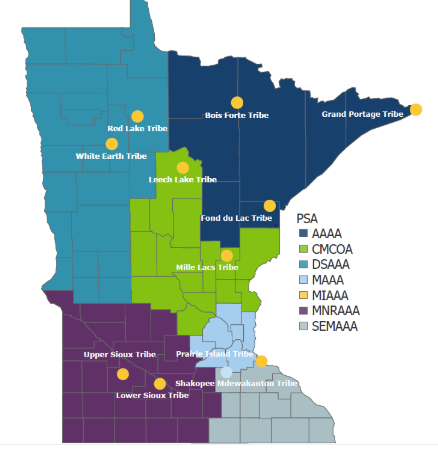 Bois Forte Tribe
Grand Portage Tribe
Red Lake Tribe
White Earth Tribe
Leech Lake Tribe
Fond du Lac Tribe
PSA
AAAA
CMCOA
DSAAA
MAAA
MIAAA
MNRAAA
SEMAAA
Mille Lacs Tribe
Upper Sioux Tribe
Prairie Island Tribe
Shakopee Mdewakanton Tribe
Lower Sioux Tribe